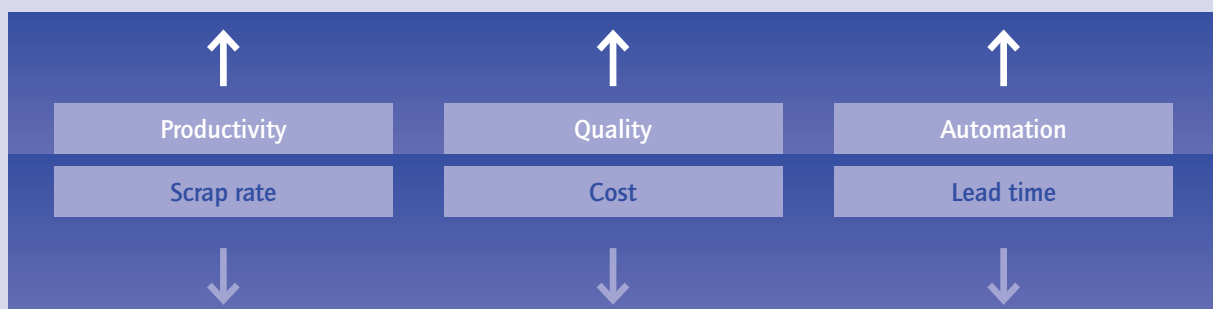 Productivity
Quality
Automation
Scrap rate
Cost
Lead time